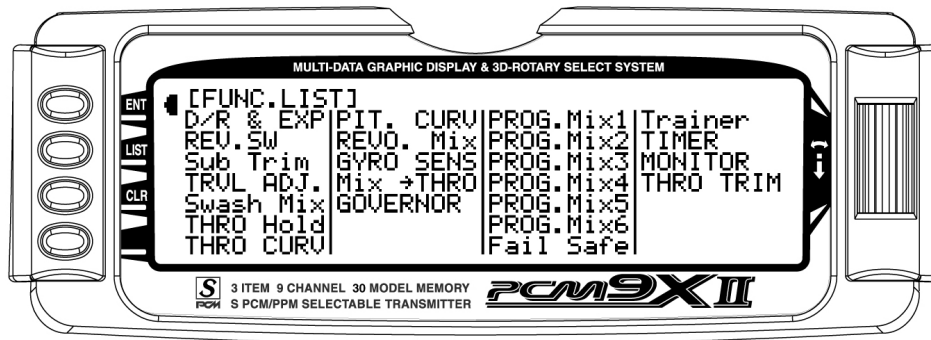 MULTI-DATA GRAPHIC DISPLAY & 3D-ROTARY SELECT SYSTEM
ENT
LIST
CLR
[FUNC.LIST]
D/R & EXP PIT. CURV PROG.Mix1 Trainer
REV.SW REVO. Mix PROG.Mix2 TIMER
Sub Trim GYRO SENS PROG.Mix3 MONITOR
TRVL ADJ. Mix →THRO PROG.Mix4 THRO TRIM
Swash Mix GOVERNOR PROG.Mix5
THRO Hold PROG.Mix6
THRO CURV Fail Safe
S PCM
3 ITEM 9 CHANNEL 30 MODEL MEMORY
S PCM/PPM SELECTABLE TRANSMITTER
PCM9XII